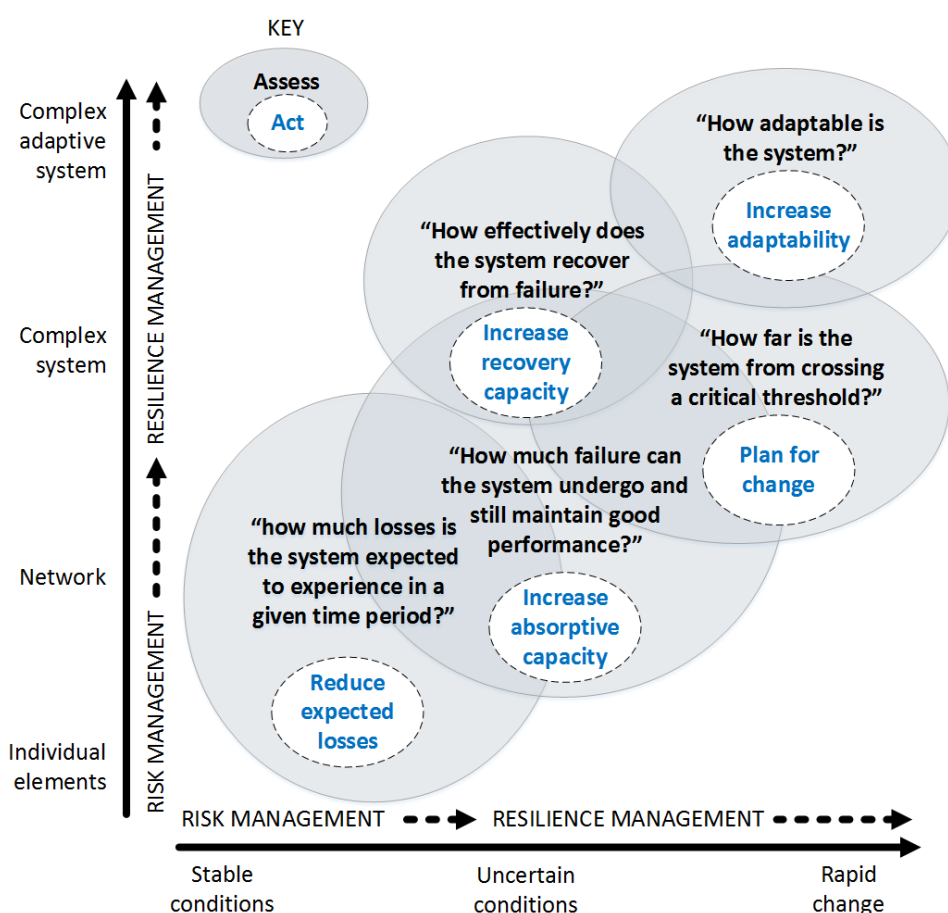 KEY
Assess
Act
Complex
adaptive
system
Complex
system
Network
Individual
elements
RESILIENCE MANAGEMENT
RISK MANAGEMENT
“How adaptable is
the system?”
Increase
adaptability
“How effectively does
the system recover
from failure?”
Increase
recovery
capacity
“How far is the
system from crossing
a critical threshold?”
Plan for
change
“How much failure can
the system undergo and
still maintain good
performance?”
Increase
absorptive
capacity
“how much losses is
the system expected
to experience in a
given time period?”
Reduce
expected
losses
RISK MANAGEMENT
RESILIENCE MANAGEMENT
Stable
conditions
Uncertain
conditions
Rapid
change